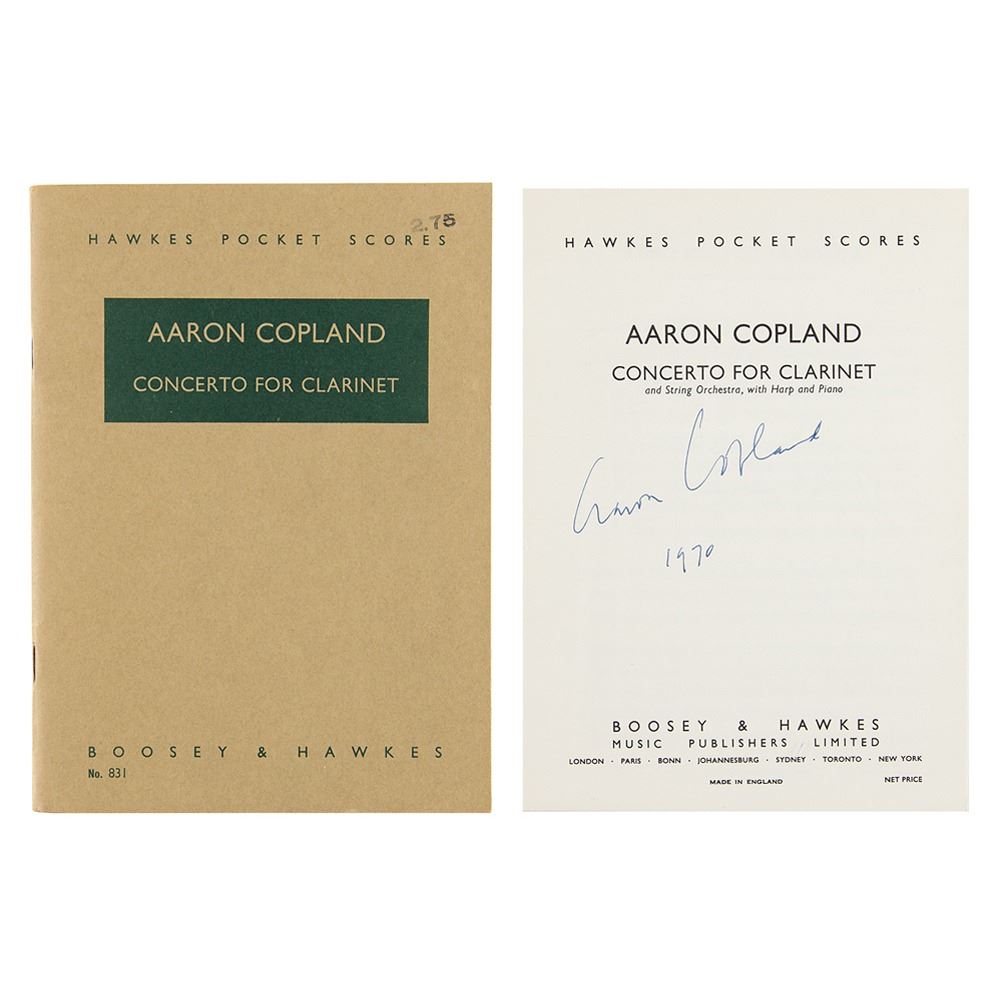 2.75
HAWKES POCKET SCORES
AARON COPLAND
CONCERTO FOR CLARINET
BOOSEY & HAWKES
No. 831
HAWKES POCKET SCORES
AARON COPLAND
CONCERTO FOR CLARINET
and String Orchestra, with Harp and Piano
Aaron Copland
1970
BOOSEY & HAWKES
MUSIC PUBLISHERS LIMITED
LONDON · PARIS · BONN · JOHANNESBURG · SYDNEY · TORONTO · NEW YORK
MADE IN ENGLAND
NET PRICE